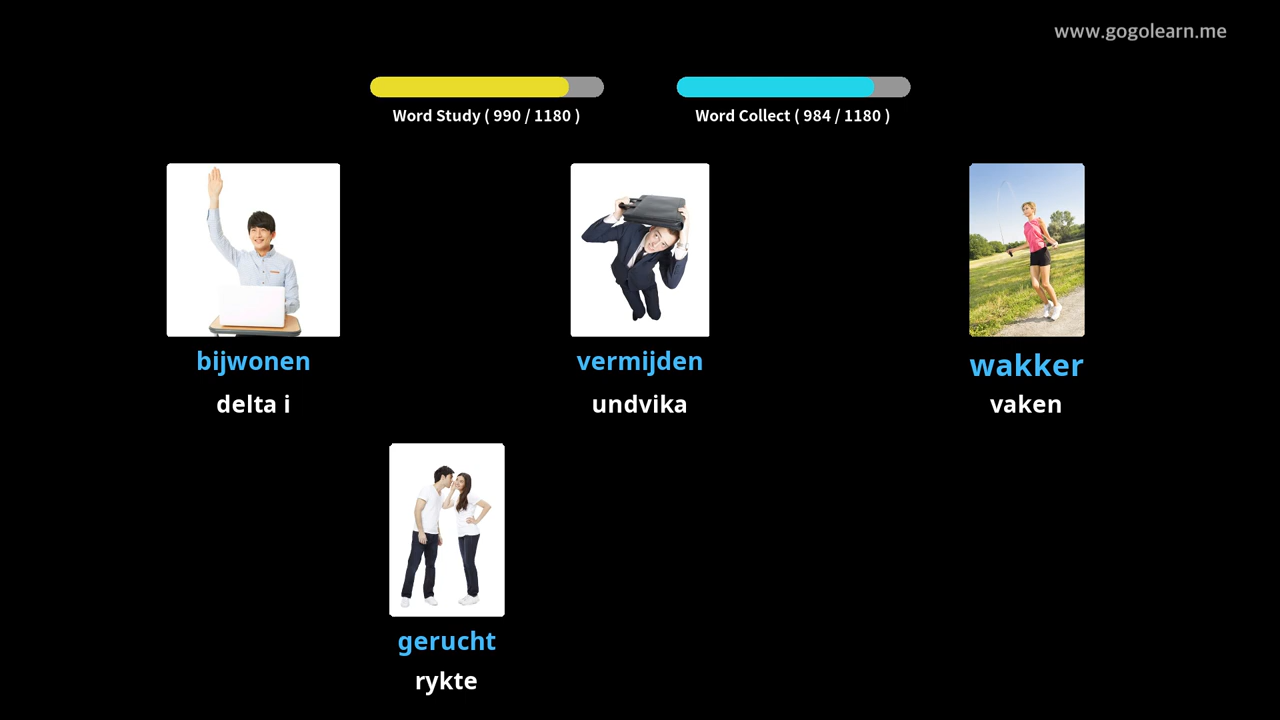 www.gogolearn.me
Word Study ( 990 / 1180 )
Word Collect ( 984 / 1180 )
bijwonen
delta i
vermijden
undvika
wakker
vaken
gerucht
rykte